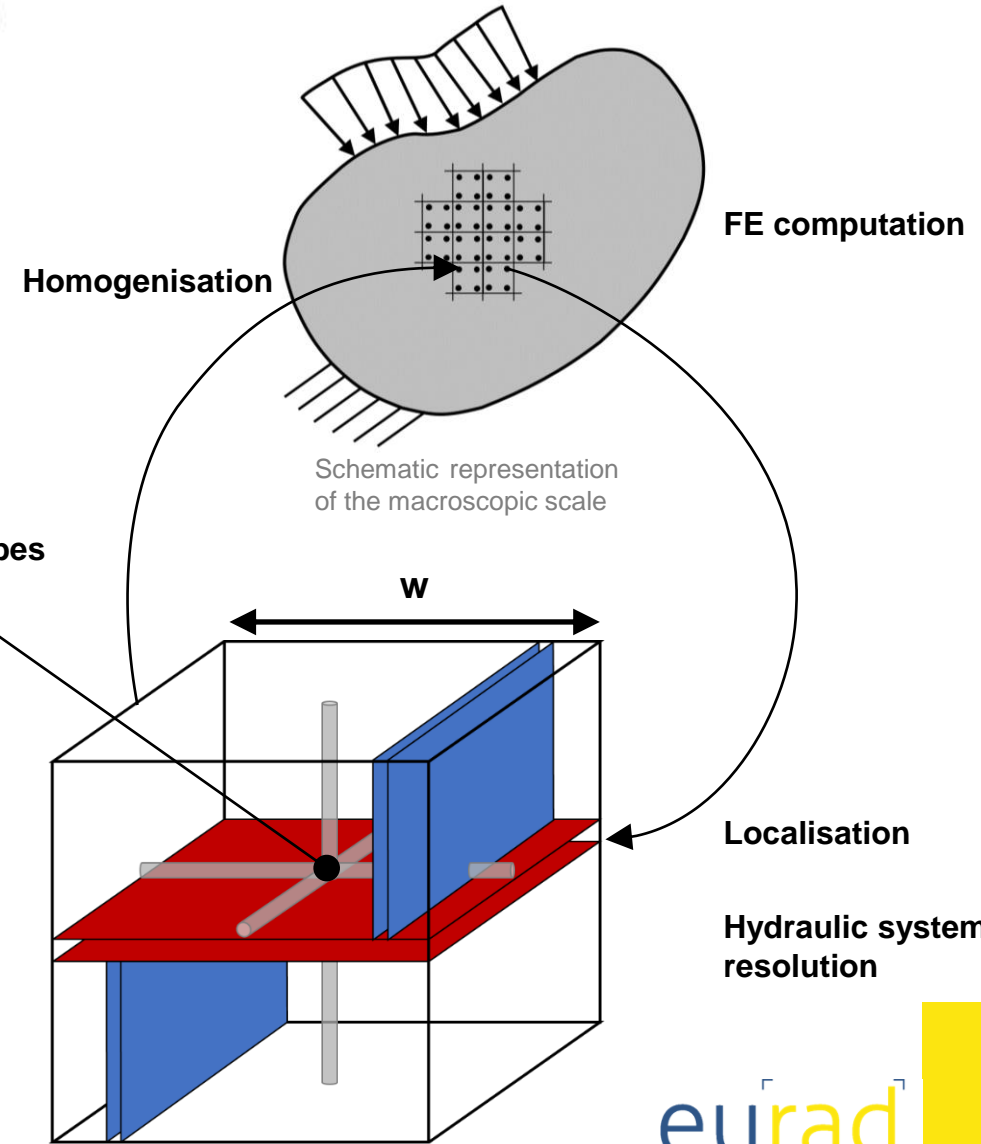 FE computation
Homogenisation
Schematic representation
of the macroscopic scale
w
Localisation
Hydraulic system
resolution
eurad